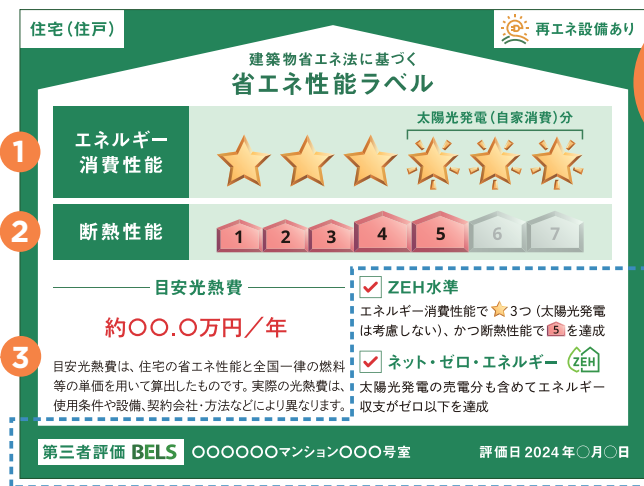 住宅(住戸)
再エネ設備あり
建築物省エネ法に基づく
省エネ性能ラベル
1
エネルギー
消費性能
太陽光発電(自家消費)分
2
断熱性能
1 2 3 4 5 6 7
3
目安光熱費
約〇〇.〇万円/年
目安光熱費は、住宅の省エネ性能と全国一律の燃料
等の単価を用いて算出したものです。実際の光熱費は、
使用条件や設備、契約会社・方法などにより異なります。
ZEH水準
エネルギー消費性能で⭐3つ(太陽光発電
は考慮しない)、かつ断熱性能で5を達成
ネット・ゼロ・エネルギー ZEH
太陽光発電の売電分も含めてエネルギー
収支がゼロ以下を達成
第三者評価 BELS 〇〇〇〇〇〇マンション〇〇〇号室 評価日2024年〇月〇日